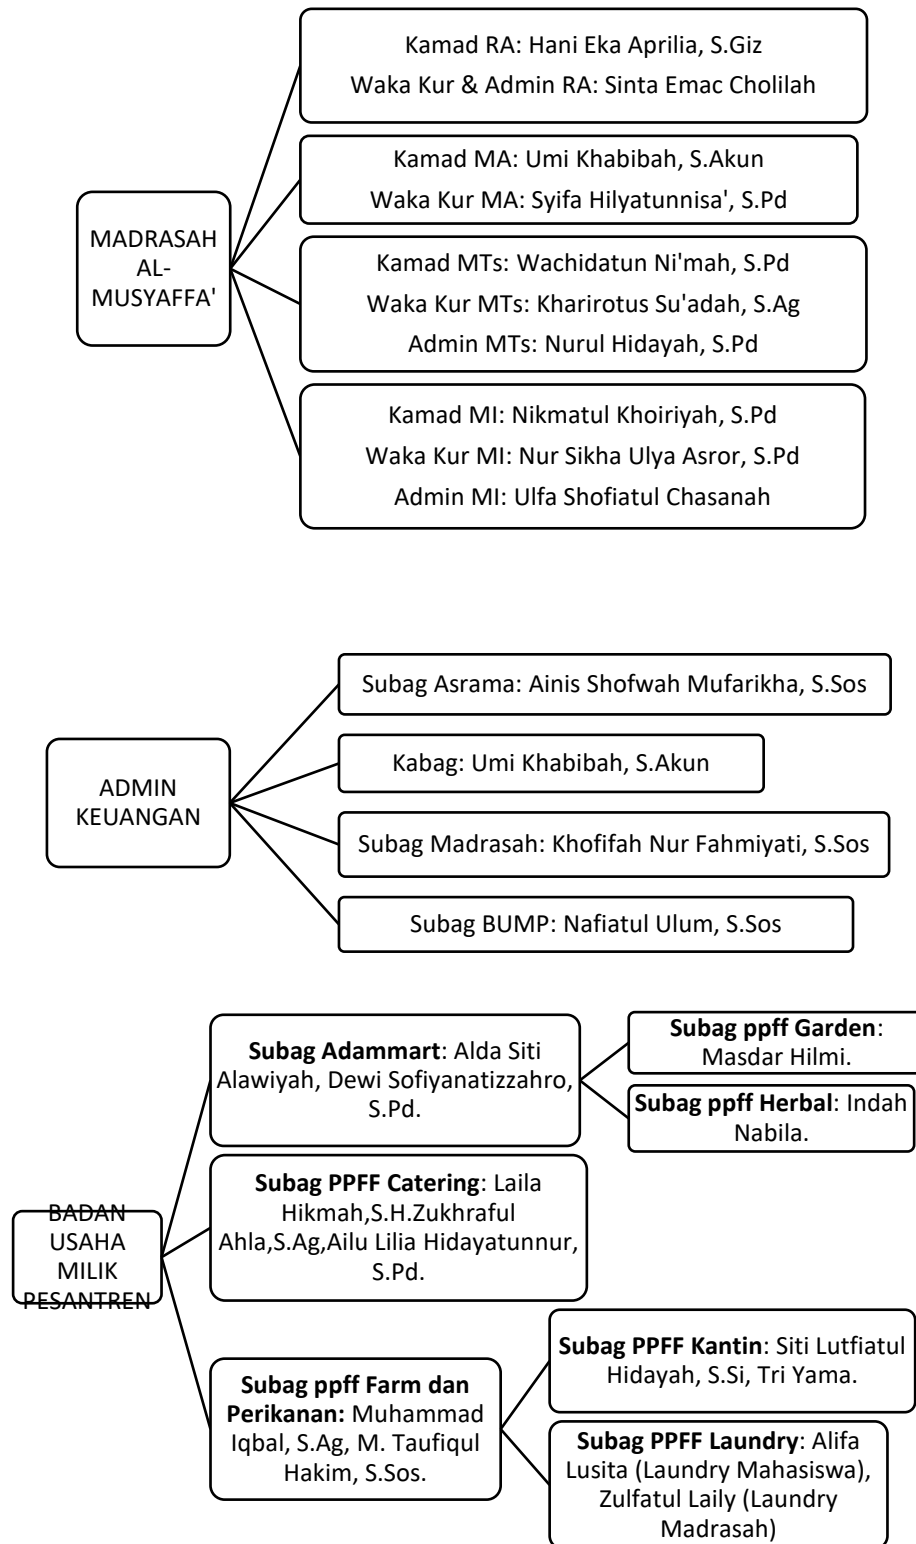 Kamad RA: Hani Eka Aprilia, S.Giz
Waka Kur & Admin RA: Sinta Emac Cholilah
MADRASAH
AL-
MUSYAFFA'
Kamad MA: Umi Khabibah, S.Akun
Waka Kur MA: Syifa Hilyatunnisa', S.Pd
Kamad MTs: Wachidatun Ni'mah, S.Pd
Waka Kur MTs: Kharirotus Su'adah, S.Ag
Admin MTs: Nurul Hidayah, S.Pd
Kamad MI: Nikmatul Khoiriyah, S.Pd
Waka Kur MI: Nur Sikha Ulya Asror, S.Pd
Admin MI: Ulfa Shofiatul Chasanah
ADMIN
KEUANGAN
Subag Asrama: Ainis Shofwah Mufarikha, S.Sos
Kabag: Umi Khabibah, S.Akun
Subag Madrasah: Khofifah Nur Fahmiyati, S.Sos
Subag BUMP: Nafiatul Ulum, S.Sos
BADAN
USAHA
MILIK
PESANTREN
Subag Adammart: Alda Siti
Alawiyah, Dewi Sofiyanatizzahro,
S.Pd.
Subag ppff Garden:
Masdar Hilmi.
Subag ppff Herbal: Indah
Nabila.
Subag PPFF Catering: Laila
Hikmah,S.H.Zukhraful
Ahla,S.Ag,Ailu Lilia Hidayatunnur,
S.Pd.
Subag ppff Farm dan
Perikanan: Muhammad
Iqbal, S.Ag, M. Taufiqul
Hakim, S.Sos.
Subag PPFF Kantin: Siti Lutfiatul
Hidayah, S.Si, Tri Yama.
Subag PPFF Laundry: Alifa
Lusita (Laundry Mahasiswa),
Zulfatul Laily (Laundry
Madrasah)